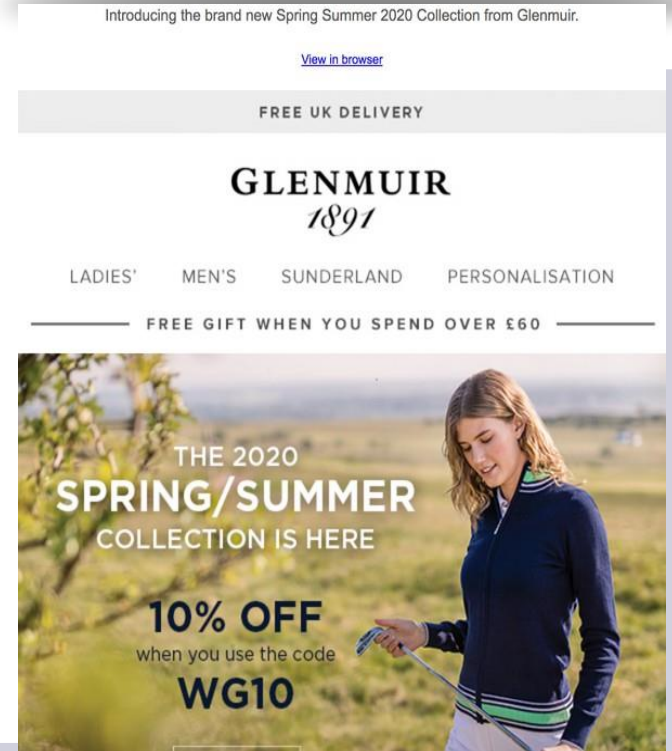 Introducing the brand new Spring Summer 2020 Collection from Glenmuir.
View in browser
FREE UK DELIVERY
GLENMUIR
1891
LADIES' MEN'S SUNDERLAND PERSONALISATION
FREE GIFT WHEN YOU SPEND OVER £60
THE 2020
SPRING/SUMMER
COLLECTION IS HERE
10% OFF
when you use the code
WG10